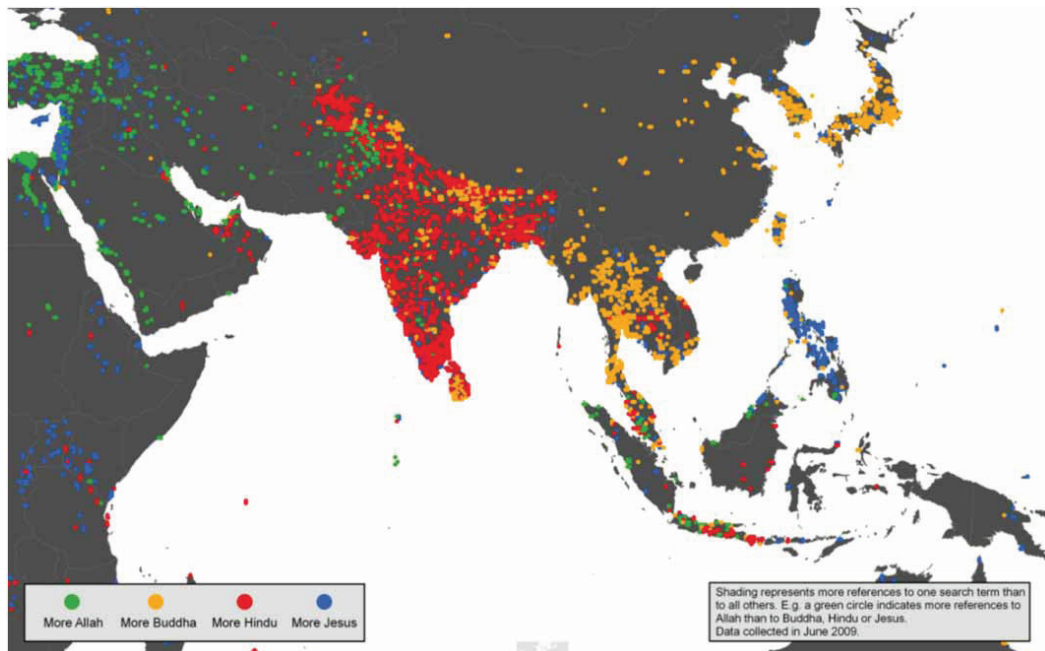 More Allah
More Buddha
More Hindu
More Jesus
Shading represents more references to one search term than
to all others. E.g. a green circle indicates more references to
Allah than to Buddha, Hindu or Jesus.
Data collected in June 2009.